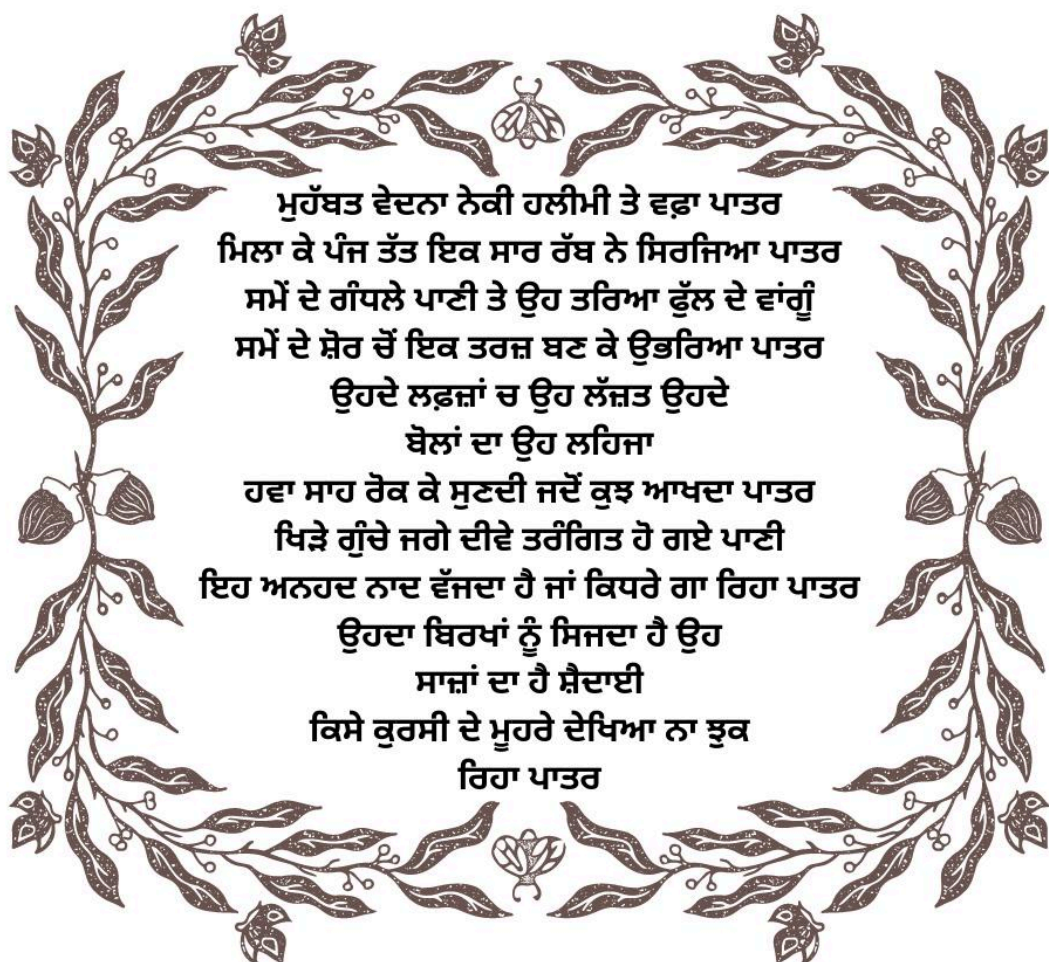 ਮੁਹੱਬਤ ਵੇਦਨਾ ਨੇਕੀ ਹਲੀਮੀ ਤੇ ਵਫ਼ਾ ਪਾਤਰ
ਮਿਲਾ ਕੇ ਪੰਜ ਤੱਤ ਇਕ ਸਾਰ ਰੱਬ ਨੇ ਸਿਰਜਿਆ ਪਾਤਰ
ਸਮੇਂ ਦੇ ਗੰਧਲੇ ਪਾਣੀ ਤੇ ਉਹ ਤਰਿਆ ਫੁੱਲ ਦੇ ਵਾਂਗੂੰ
ਸਮੇਂ ਦੇ ਸ਼ੋਰ ਚੋਂ ਇਕ ਤਰਜ਼ ਬਣ ਕੇ ਉਭਰਿਆ ਪਾਤਰ
ਉਹਦੇ ਲਫ਼ਜ਼ਾਂ ਚ ਉਹ ਲੱਜ਼ਤ ਉਹਦੇ
ਬੋਲਾਂ ਦਾ ਉਹ ਲਹਿਜਾ
ਹਵਾ ਸਾਹ ਰੋਕ ਕੇ ਸੁਣਦੀ ਜਦੋਂ ਕੁਝ ਆਖਦਾ ਪਾਤਰ
ਖਿੜੇ ਗੁੰਚੇ ਜਗੇ ਦੀਵੇ ਤਰੰਗਿਤ ਹੋ ਗਏ ਪਾਣੀ
ਇਹ ਅਨਹਦ ਨਾਦ ਵੱਜਦਾ ਹੈ ਜਾਂ ਕਿਧਰੇ ਗਾ ਰਿਹਾ ਪਾਤਰ
ਉਹਦਾ ਬਿਰਖਾਂ ਨੂੰ ਸਿਜਦਾ ਹੈ ਉਹ
ਸਾਜ਼ਾਂ ਦਾ ਹੈ ਸ਼ੈਦਾਈ
ਕਿਸੇ ਕੁਰਸੀ ਦੇ ਮੂਹਰੇ ਦੇਖਿਆ ਨਾ ਝੁਕ
ਰਿਹਾ ਪਾਤਰ